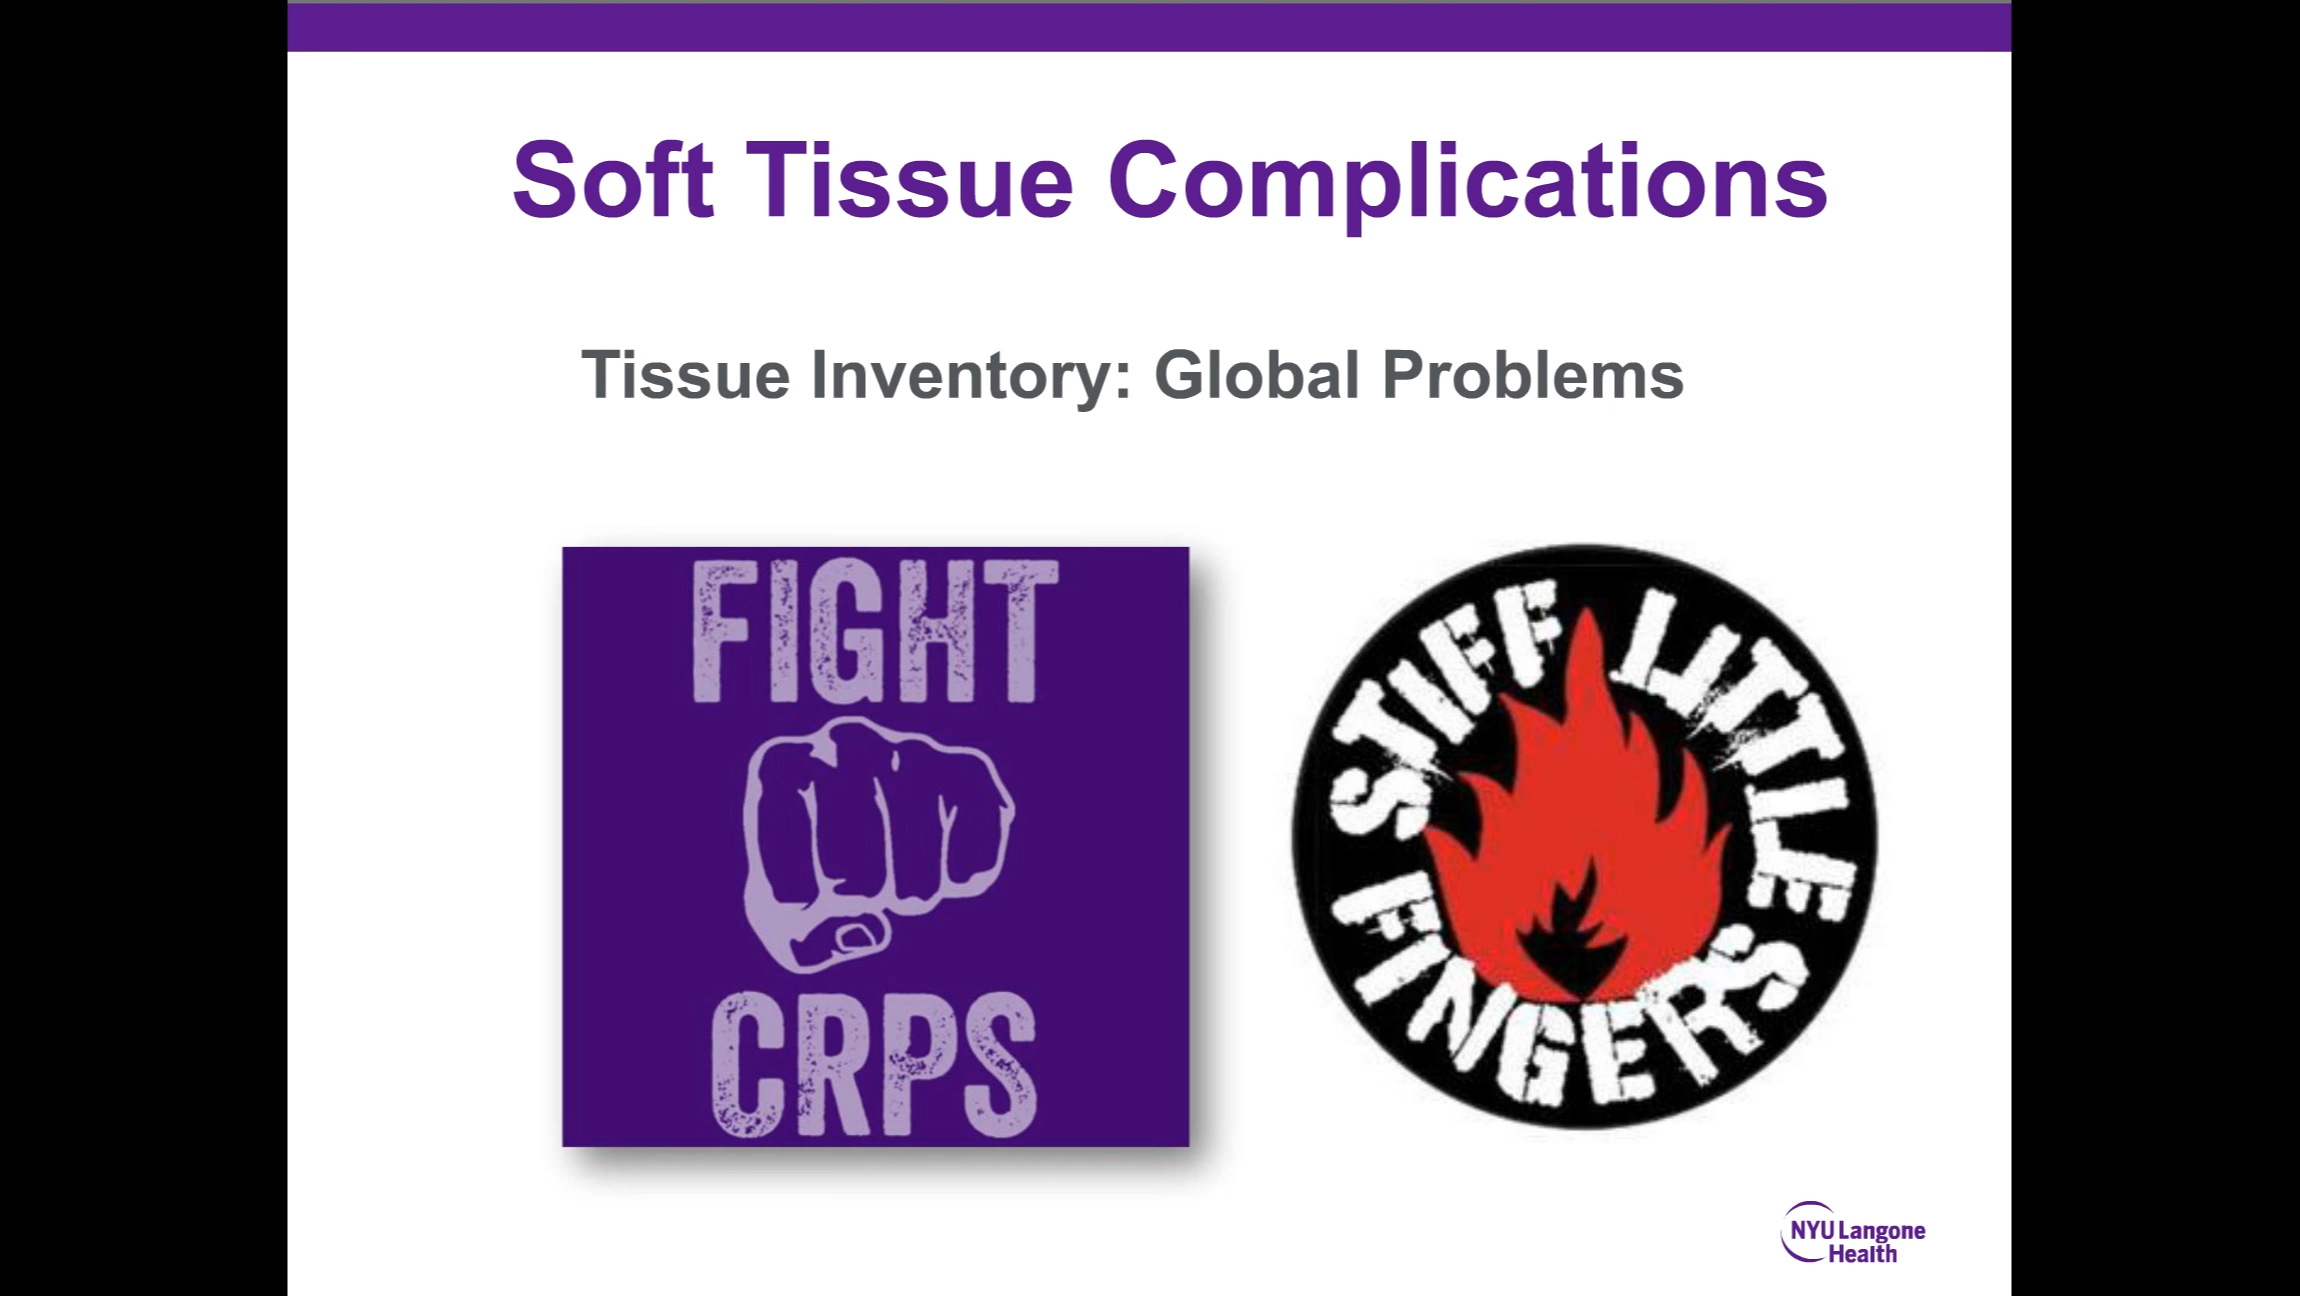 Soft Tissue Complications
Tissue Inventory: Global Problems
FIGHT
CRPS
STIFF LITTLE
FINGERS
NYU Langone
Health